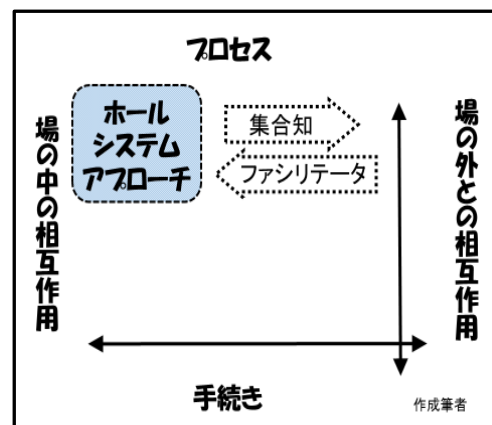 プロセス
ホール
システム
アプローチ
集合知
ファシリテータ
場の中の相互作用
場の外との相互作用
手続き
作成筆者